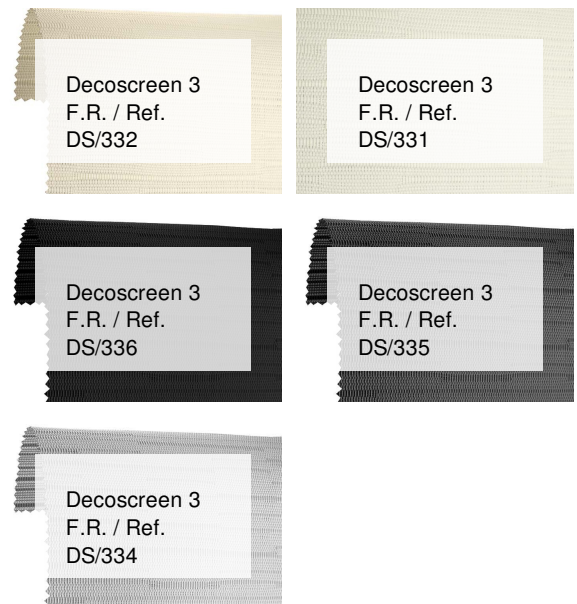 Decoscreen 3
F.R. / Ref.
DS/332
Decoscreen 3
F.R. / Ref.
DS/331
Decoscreen 3
F.R. / Ref.
DS/336
Decoscreen 3
F.R. / Ref.
DS/335
Decoscreen 3
F.R. / Ref.
DS/334